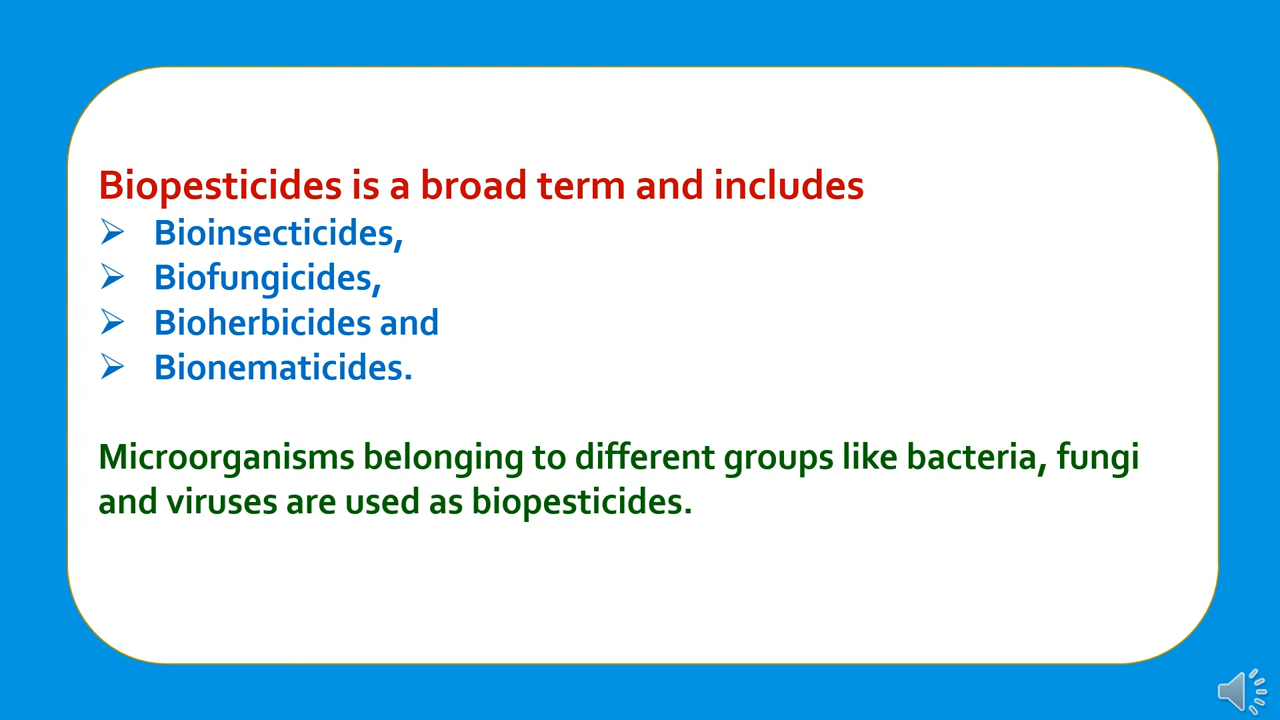 Biopesticides is a broad term and includes
➢ Bioinsecticides,
➢ Biofungicides,
➢ Bioherbicides and
➢ Bionematicides.
Microorganisms belonging to different groups like bacteria, fungi
and viruses are used as biopesticides.